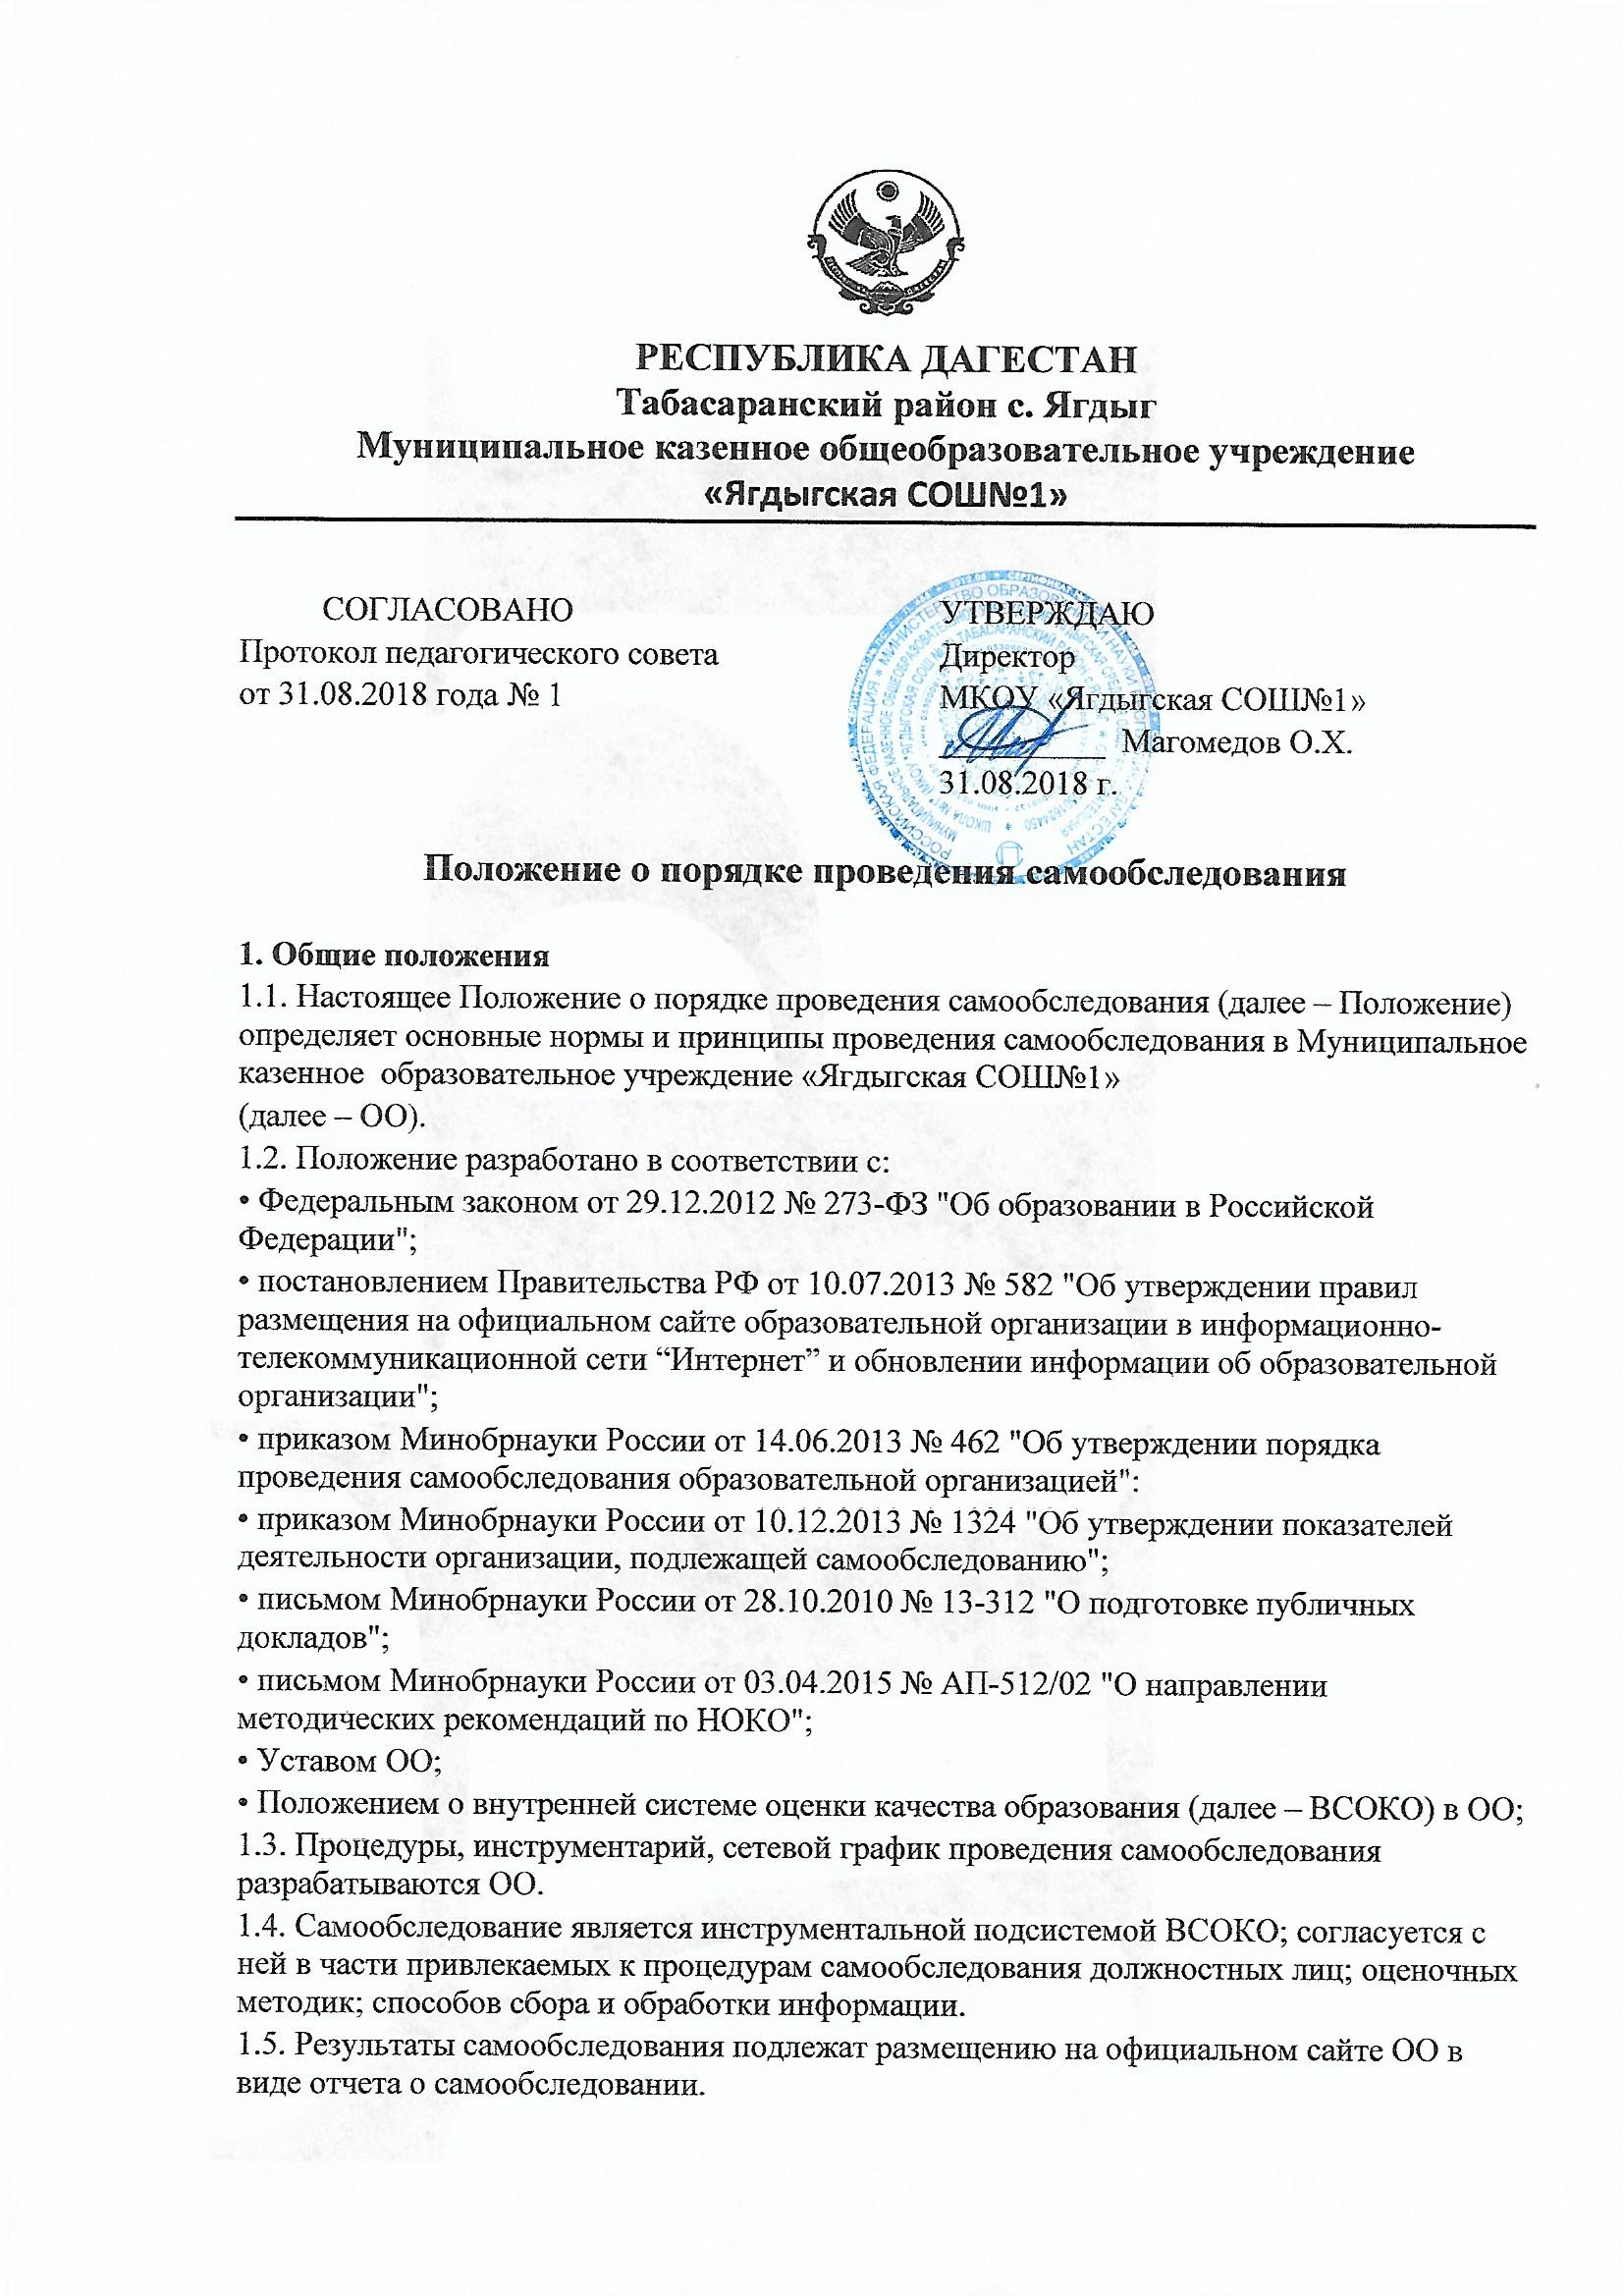 РЕСПУБЛИКА ДАГЕСТАН
Табасаранский район с. Ягдыг
Муниципальное казенное общеобразовательное учреждение
«Ягдыгская СОШ№1»
СОГЛАСОВАНО
Протокол педагогического совета
от 31.08.2018 года № 1
УТВЕРЖДАЮ
Директор
МКОУ «Ягдыгская СОШ№1»
Магомедов О.Х.
31.08.2018 г.
Положение о порядке проведения самообследования
1. Общие положения
1.1. Настоящее Положение о порядке проведения самообследования (далее – Положение)
определяет основные нормы и принципы проведения самообследования в Муниципальное
казенное образовательное учреждение «Ягдыгская СОШ№1»
(далее – ОО).
1.2. Положение разработано в соответствии с:
• Федеральным законом от 29.12.2012 № 273-ФЗ "Об образовании в Российской
Федерации";
• постановлением Правительства РФ от 10.07.2013 № 582 "Об утверждении правил
размещения на официальном сайте образовательной организации в информационно-
телекоммуникационной сети “Интернет” и обновлении информации об образовательной
организации";
• приказом Минобрнауки России от 14.06.2013 № 462 "Об утверждении порядка
проведения самообследования образовательной организацией":
• приказом Минобрнауки России от 10.12.2013 № 1324 "Об утверждении показателей
деятельности организации, подлежащей самообследованию";
• письмом Минобрнауки России от 28.10.2010 № 13-312 "О подготовке публичных
докладов";
• письмом Минобрнауки России от 03.04.2015 № АП-512/02 "О направлении
методических рекомендаций по НОКО";
• Уставом ОО;
• Положением о внутренней системе оценки качества образования (далее – ВСОКО) в ОО;
1.3. Процедуры, инструментарий, сетевой график проведения самообследования
разрабатываются ОО.
1.4. Самообследование является инструментальной подсистемой ВСОКО; согласуется с
ней в части привлекаемых к процедурам самообследования должностных лиц; оценочных
методик; способов сбора и обработки информации.
1.5. Результаты самообследования подлежат размещению на официальном сайте ОО в
виде отчета о самообследовании.